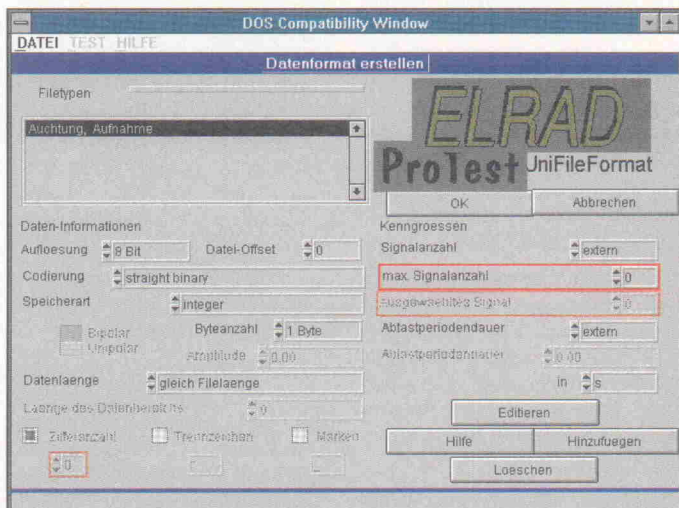 DOS Compatibility Window
DATEI TEST HILFE
Datenformat erstellen
Filetypen
Auchtung, Aufnahme
ELRAD
ProTest UniFileFormat
OK
Abbrechen
Daten-Informationen
Kenngroessen
Aufloesung 8 Bit
Datei-Offset 0
Signalanzahl extern
Codierung straight binary
max. Signalanzahl 0
Speicherart integer
ausgewaehltes Signal 0
Bipolar
Unipolar
Byteanzahl 1 Byte
Abtastperiodendauer extern
Amplitude 0.00
Abtastperiodendauer 0.00
Datenlaenge gleich Filelaenge
in s
Laenge des Datenbereichs 0
Editieren
Ziffernanzahl
Trennzeichen
Marken
Hilfe
Hinzufuegen
0
Loeschen